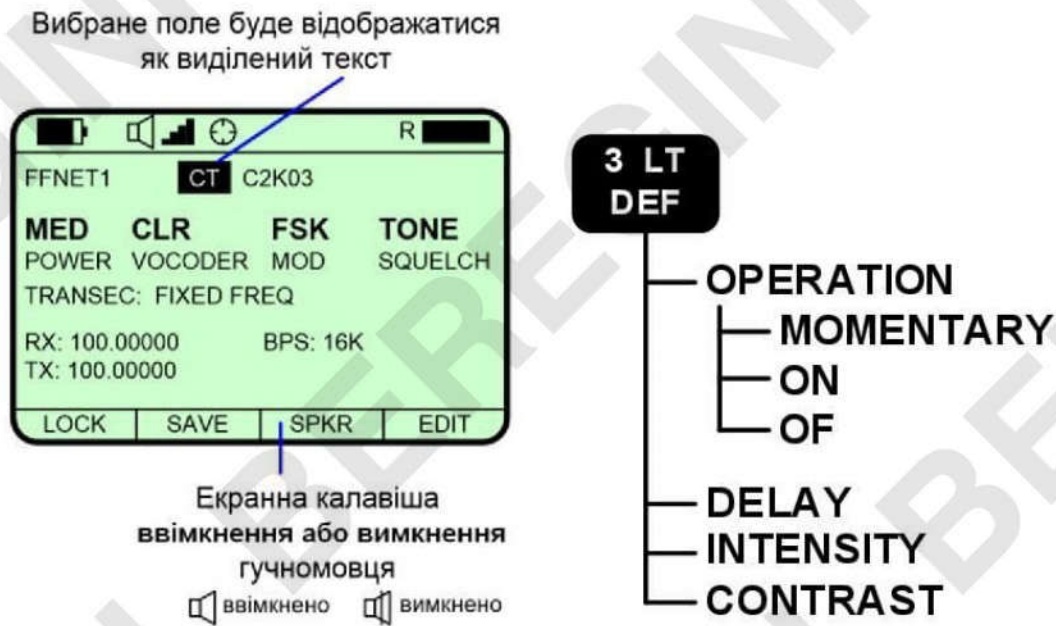 Вибране поле буде відображатися
як виділений текст
R
FFNET1 CT C2K03
MED CLR FSK TONE
POWER VOCODER MOD SQUELCH
TRANSEC: FIXED FREQ
RX: 100.00000 BPS: 16K
TX: 100.00000
LOCK SAVE SPKR EDIT
Екранна калавіша
ввімкнення або вимкнення
гучномовця
ввімкнено вимкнено
3 LT
DEF
OPERATION
MOMENTARY
ON
OF
DELAY
INTENSITY
CONTRAST